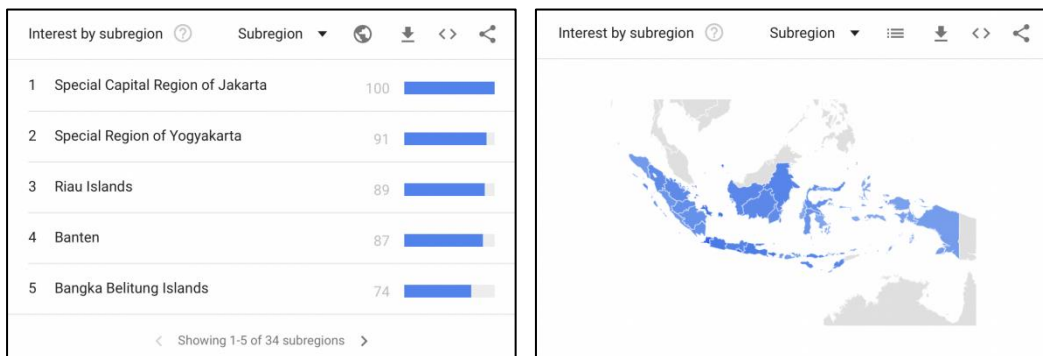 Interest by subregion ? Subregion
1 Special Capital Region of Jakarta 100
2 Special Region of Yogyakarta 91
3 Riau Islands 89
4 Banten 87
5 Bangka Belitung Islands 74
Showing 1-5 of 34 subregions
Interest by subregion ? Subregion